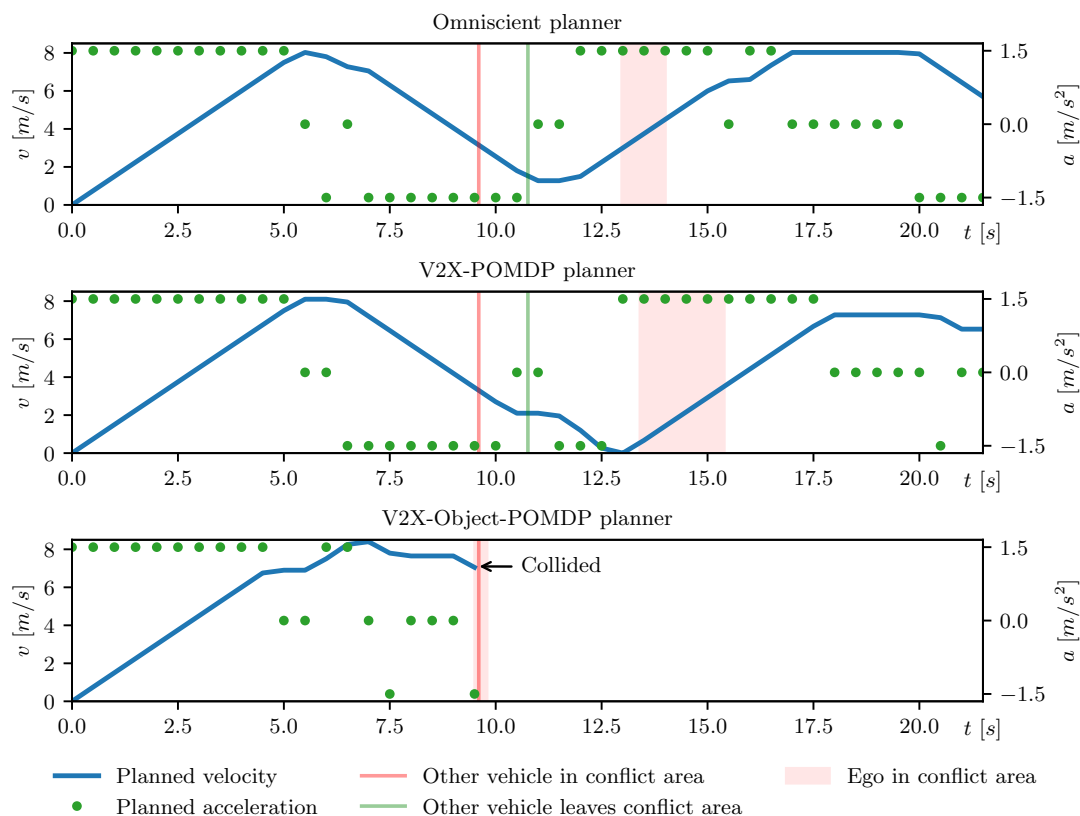 Omniscient planner
8
6
4
2
0
v [m/s]
1.5
0.0
−1.5
a [m/s²]
0.0 2.5 5.0 7.5 10.0 12.5 15.0 17.5 20.0 t [s]
V2X-POMDP planner
8
6
4
2
0
v [m/s]
1.5
0.0
−1.5
a [m/s²]
0.0 2.5 5.0 7.5 10.0 12.5 15.0 17.5 20.0 t [s]
V2X-Object-POMDP planner
8
6
4
2
0
v [m/s]
Collided
1.5
0.0
−1.5
a [m/s²]
0.0 2.5 5.0 7.5 10.0 12.5 15.0 17.5 20.0 t [s]
Planned velocity Other vehicle in conflict area Ego in conflict area
Planned acceleration Other vehicle leaves conflict area